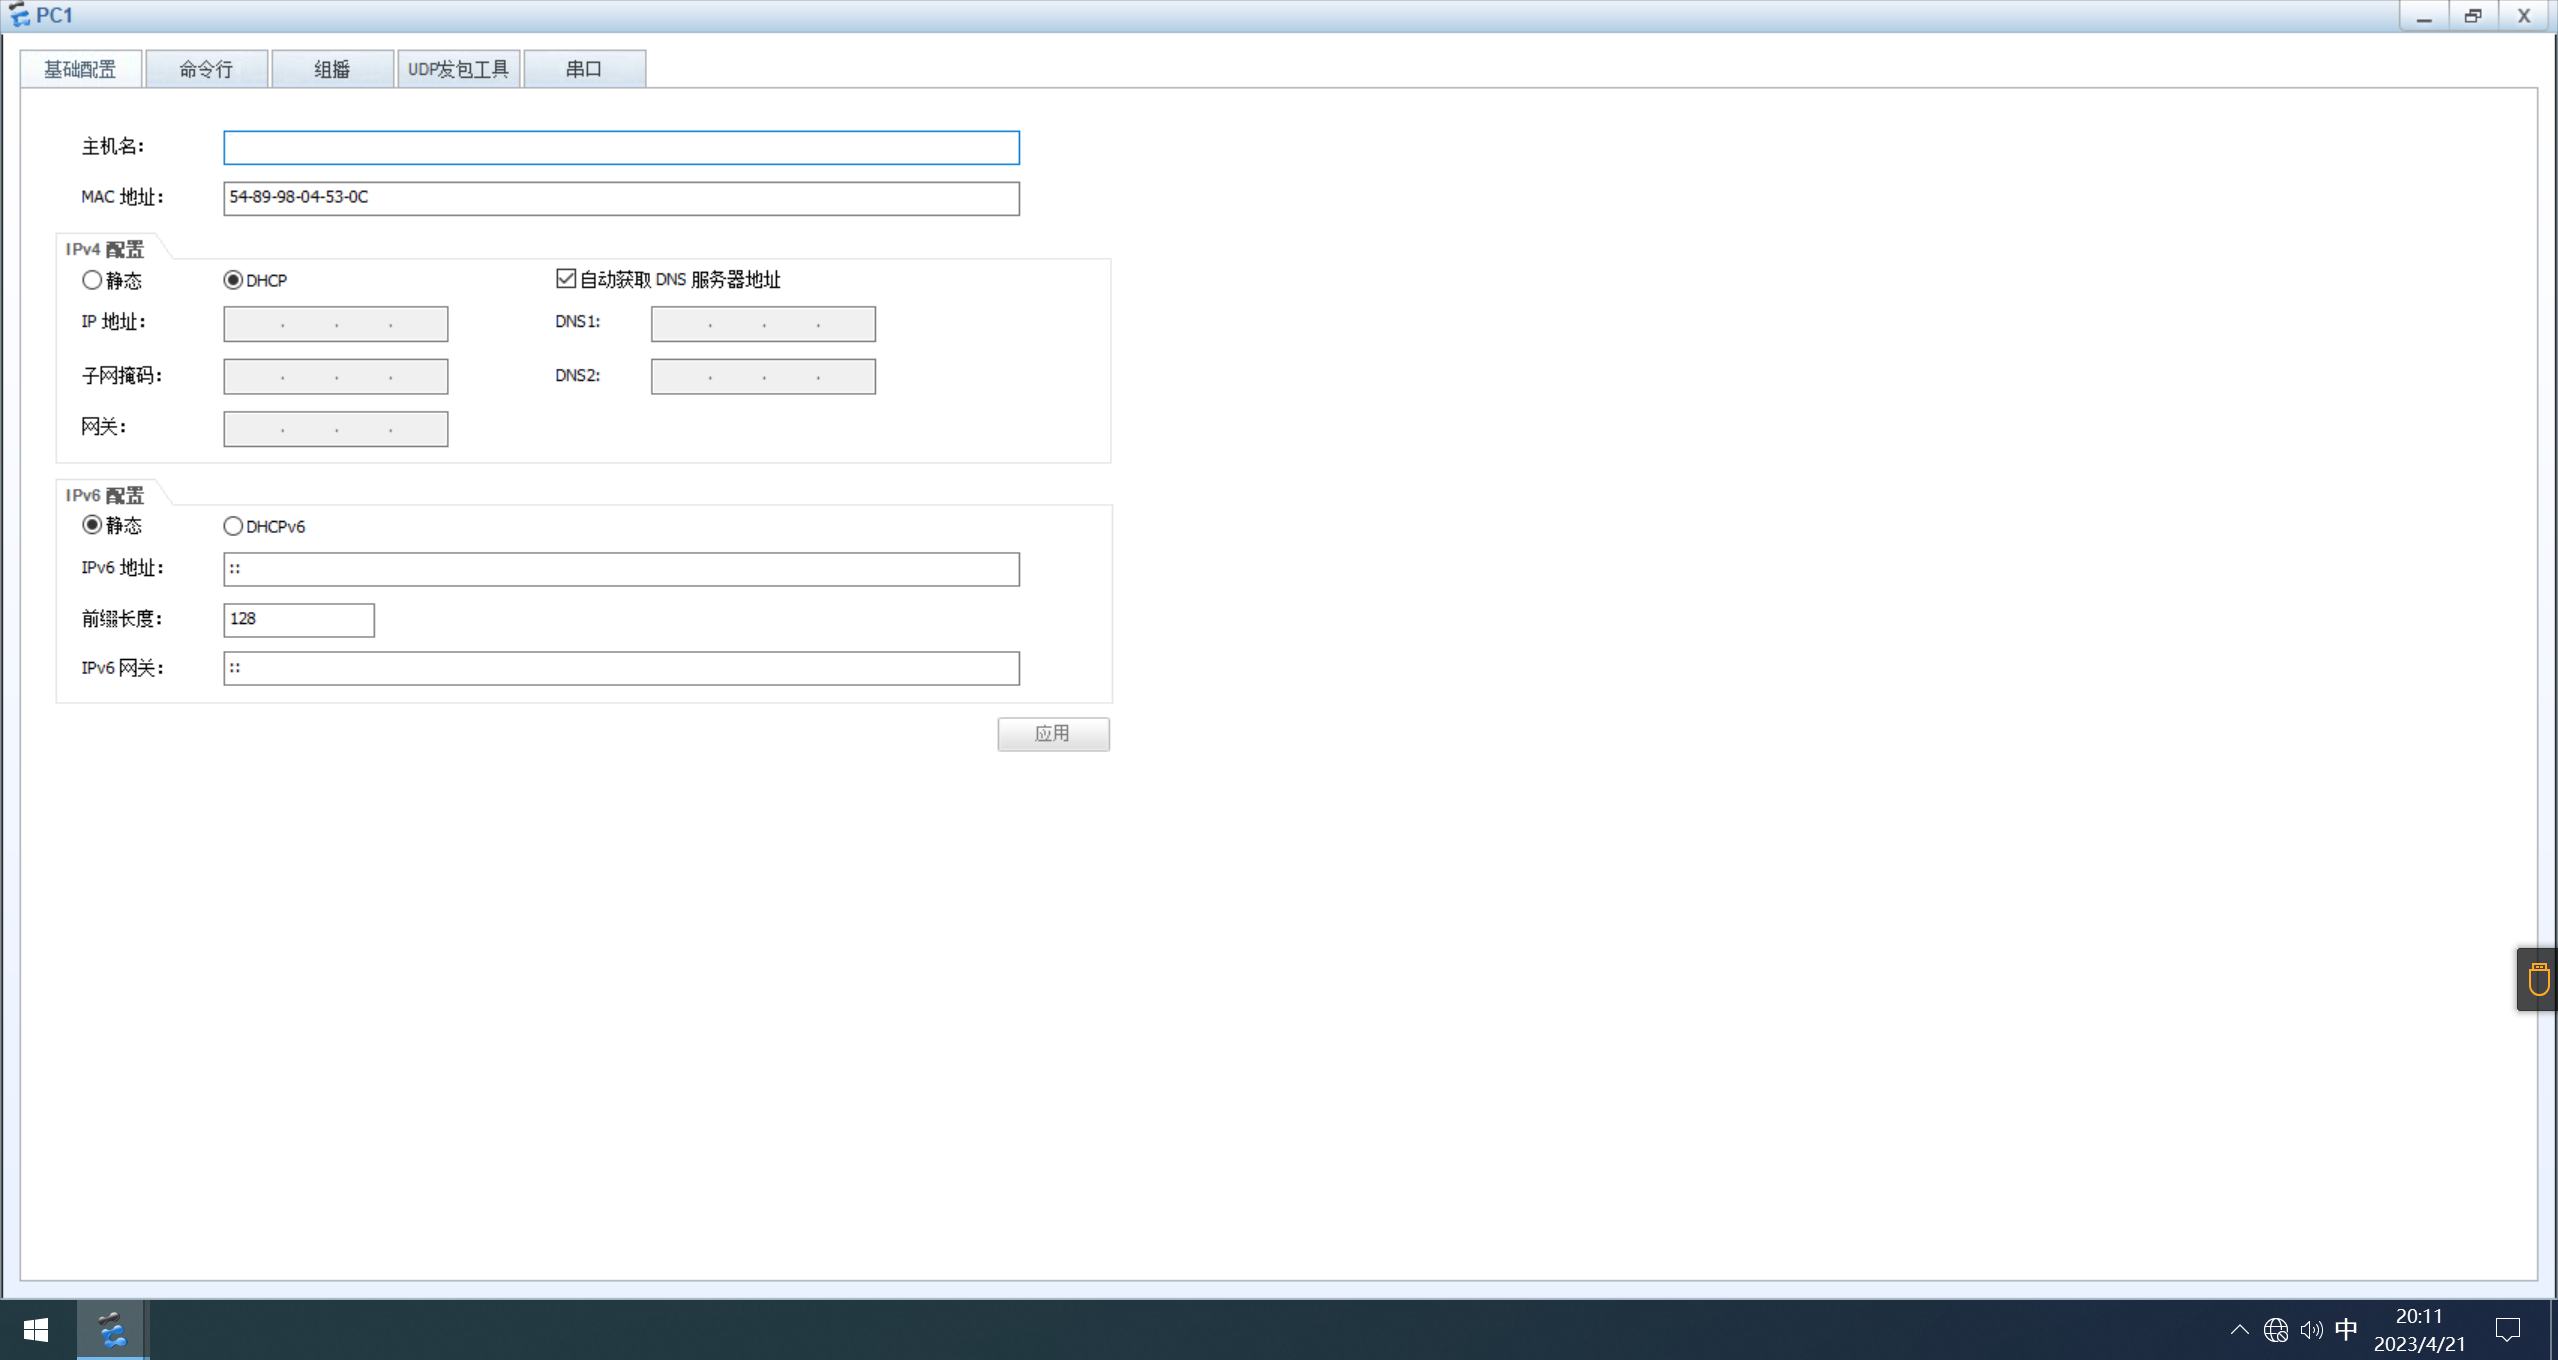 PC1
基础配置 命令行 组播 UDP发包工具 串口
主机名:
MAC 地址: 54-89-98-04-53-0C
IPv4 配置
静态 DHCP 自动获取 DNS 服务器地址
IP 地址: . . . DNS1: . . .
子网掩码: . . . DNS2: . . .
网关: . . .
IPv6 配置
静态 DHCPv6
IPv6 地址: ::
前缀长度: 128
IPv6 网关: ::
应用
中
20:11
2023/4/21